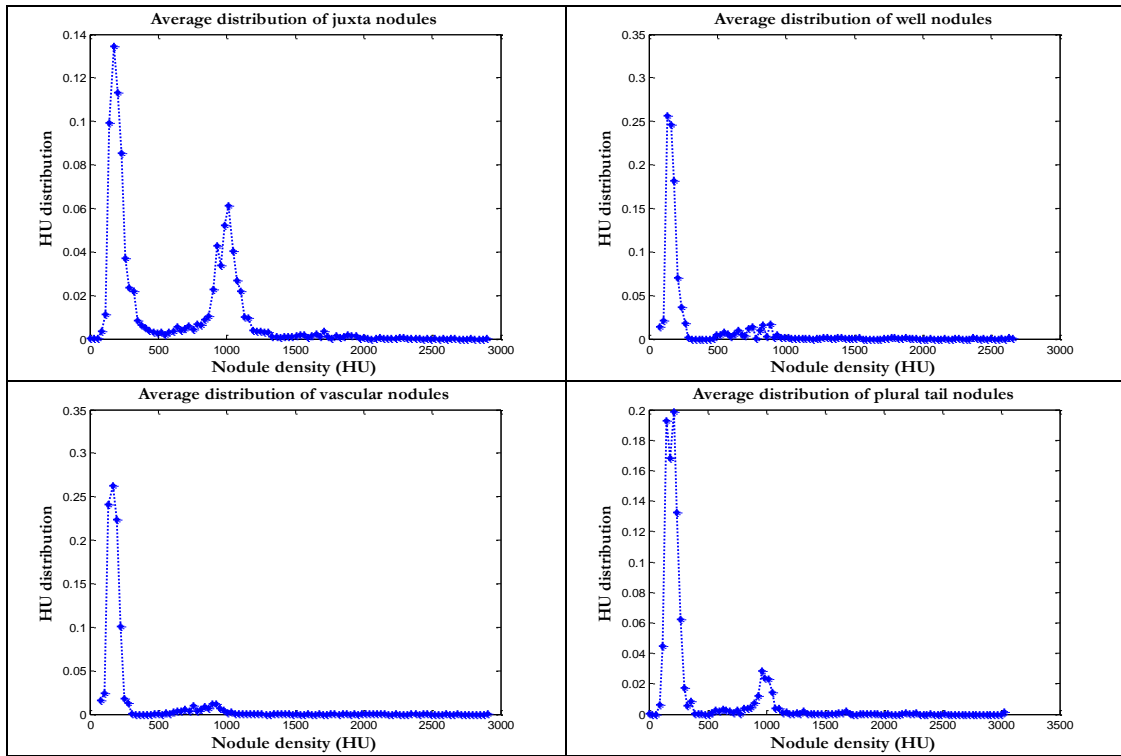 Average distribution of juxta nodules
0.14
0.12
0.1
0.08
0.06
0.04
0.02
0
HU distribution
0 500 1000 1500 2000 2500 3000
Nodule density (HU)
Average distribution of well nodules
0.35
0.3
0.25
0.2
0.15
0.1
0.05
0
HU distribution
0 500 1000 1500 2000 2500 3000
Nodule density (HU)
Average distribution of vascular nodules
0.35
0.3
0.25
0.2
0.15
0.1
0.05
0
HU distribution
0 500 1000 1500 2000 2500 3000
Nodule density (HU)
Average distribution of plural tail nodules
0.2
0.18
0.16
0.14
0.12
0.1
0.08
0.06
0.04
0.02
0
HU distribution
0 500 1000 1500 2000 2500 3000 3500
Nodule density (HU)